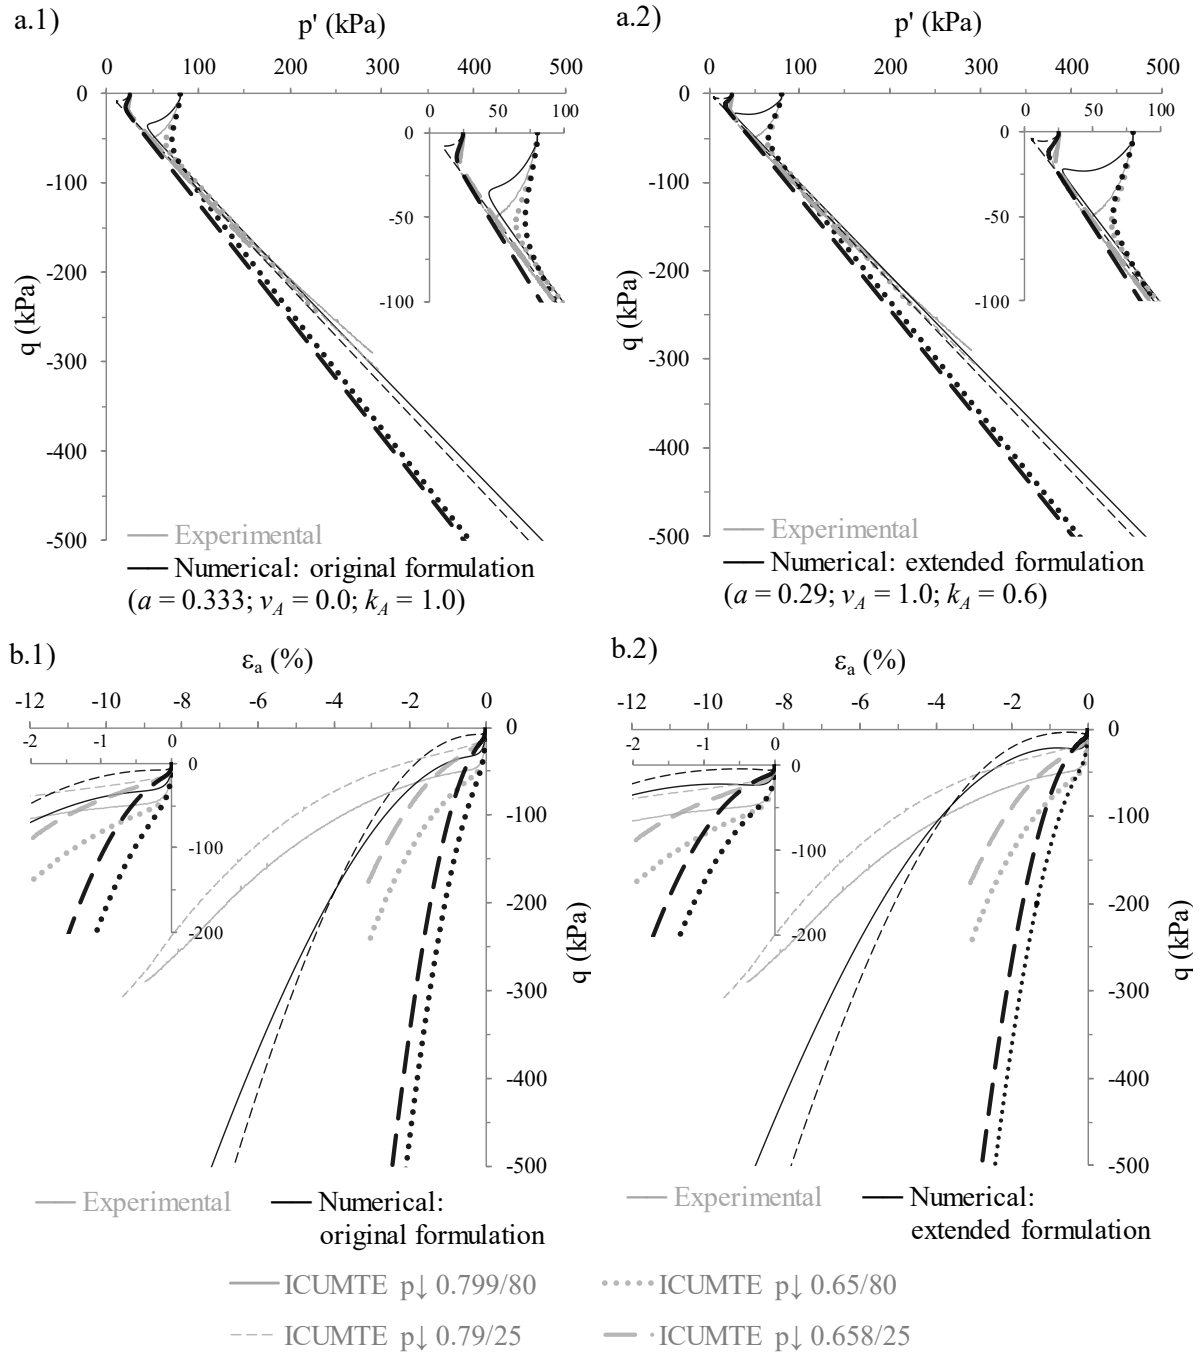 a.1)
p' (kPa)
0 100 200 300 400 500
0
-100
-200
-300
-400
-500
q (kPa)
0 50 100
0
-50
-100
Experimental
Numerical: original formulation
(a = 0.333; v_A = 0.0; k_A = 1.0)
a.2)
p' (kPa)
0 100 200 300 400 500
0
-100
-200
-300
-400
-500
q (kPa)
0 50 100
0
-50
-100
Experimental
Numerical: extended formulation
(a = 0.29; v_A = 1.0; k_A = 0.6)
b.1)
ε_a (%)
-12 -10 -8 -6 -4 -2 0
0
-100
-200
-300
-400
-500
q (kPa)
-2 -1 0
0
-100
-200
Experimental
Numerical:
original formulation
b.2)
ε_a (%)
-12 -10 -8 -6 -4 -2 0
0
-100
-200
-300
-400
-500
q (kPa)
-2 -1 0
0
-100
-200
Experimental
Numerical:
extended formulation
ICUMTE p↓ 0.799/80
ICUMTE p↓ 0.65/80
ICUMTE p↓ 0.79/25
ICUMTE p↓ 0.658/25